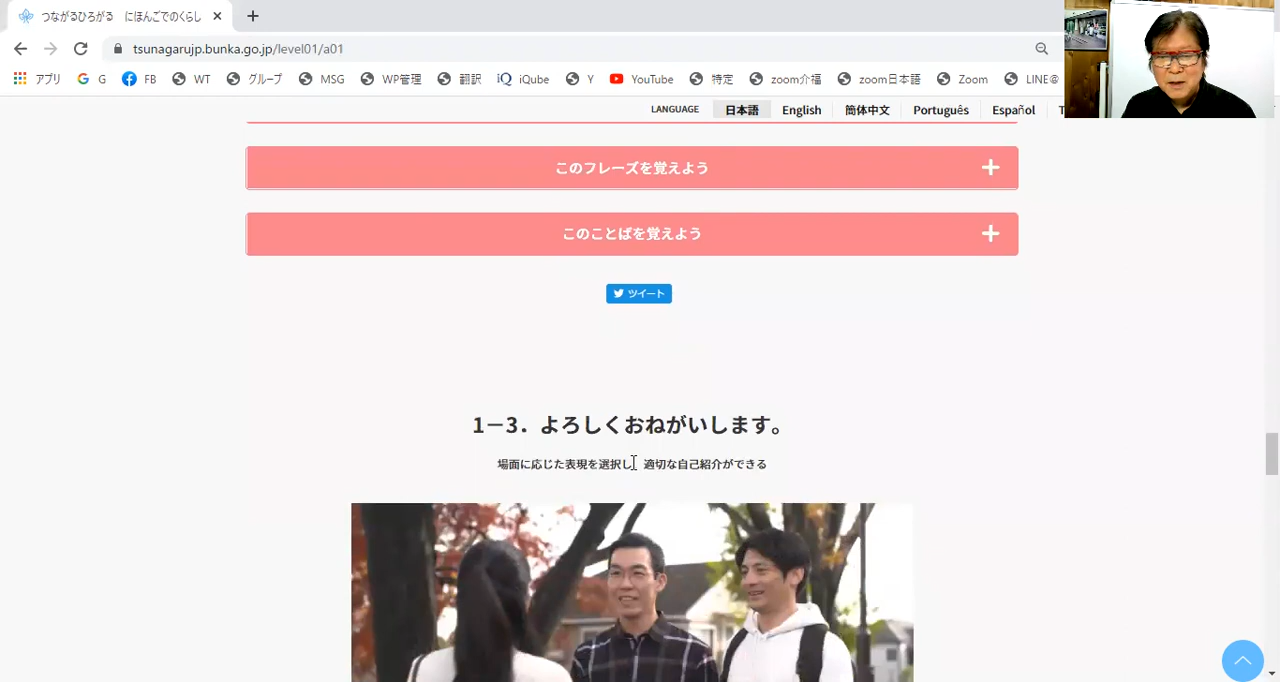 つながるひろがる にほんごでのくらし
tsunagarujp.bunka.go.jp/level01/a01
アプリ G FB WT グループ MSG WP管理 翻訳 iQube Y YouTube 特定 zoom介福 zoom日本語 Zoom LINE@
LANGUAGE 日本語 English 简体中文 Português Español
このフレーズを覚えよう
このことばを覚えよう
ツイート
1－3．よろしくおねがいします。
場面に応じた表現を選択し、適切な自己紹介ができる